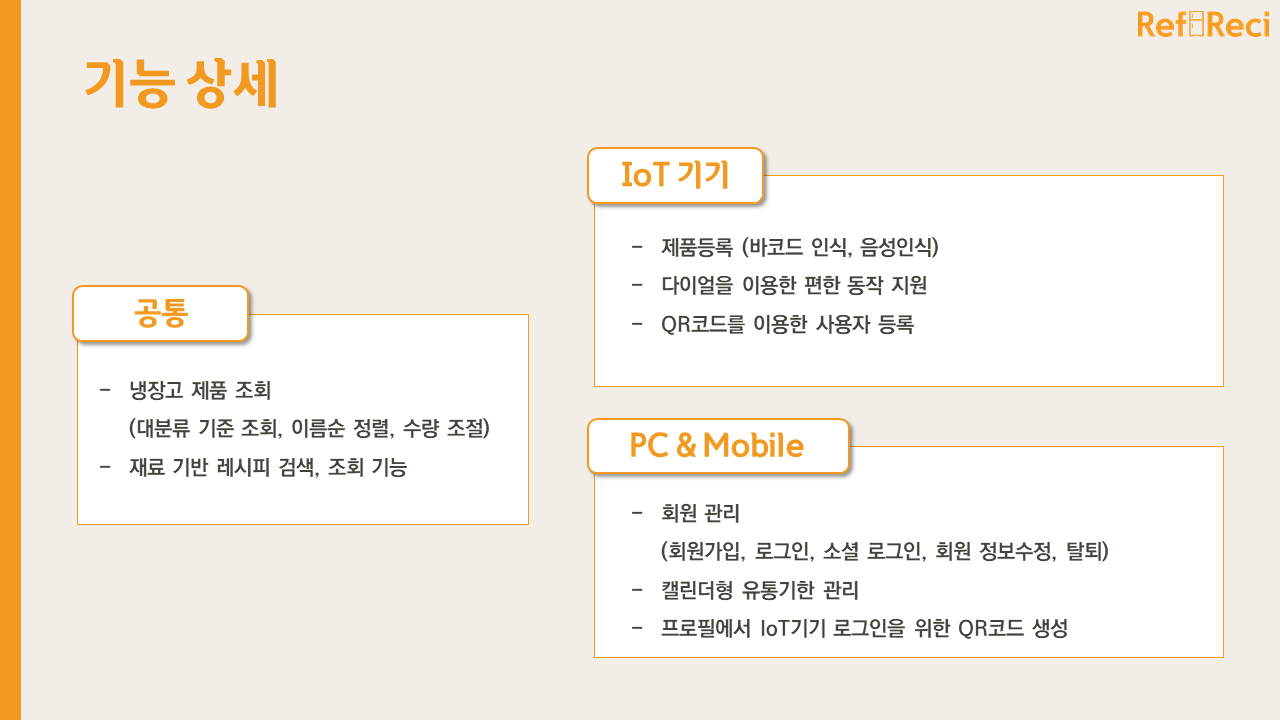 RefReci
기능 상세
공통
- 냉장고 제품 조회
(대분류 기준 조회, 이름순 정렬, 수량 조절)
- 재료 기반 레시피 검색, 조회 기능
IoT 기기
- 제품등록 (바코드 인식, 음성인식)
- 다이얼을 이용한 편한 동작 지원
- QR코드를 이용한 사용자 등록
PC & Mobile
- 회원 관리
(회원가입, 로그인, 소셜 로그인, 회원 정보수정, 탈퇴)
- 캘린더형 유통기한 관리
- 프로필에서 IoT기기 로그인을 위한 QR코드 생성